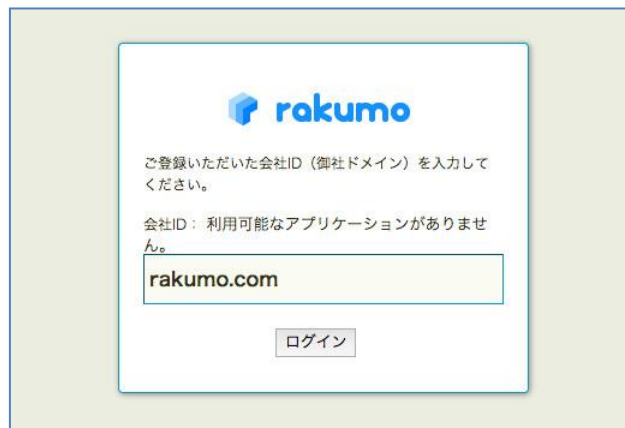 rakumo
ご登録いただいた会社ID（御社ドメイン）を入力して
ください。
会社ID： 利用可能なアプリケーションがありませ
ん。
rakumo.com
ログイン